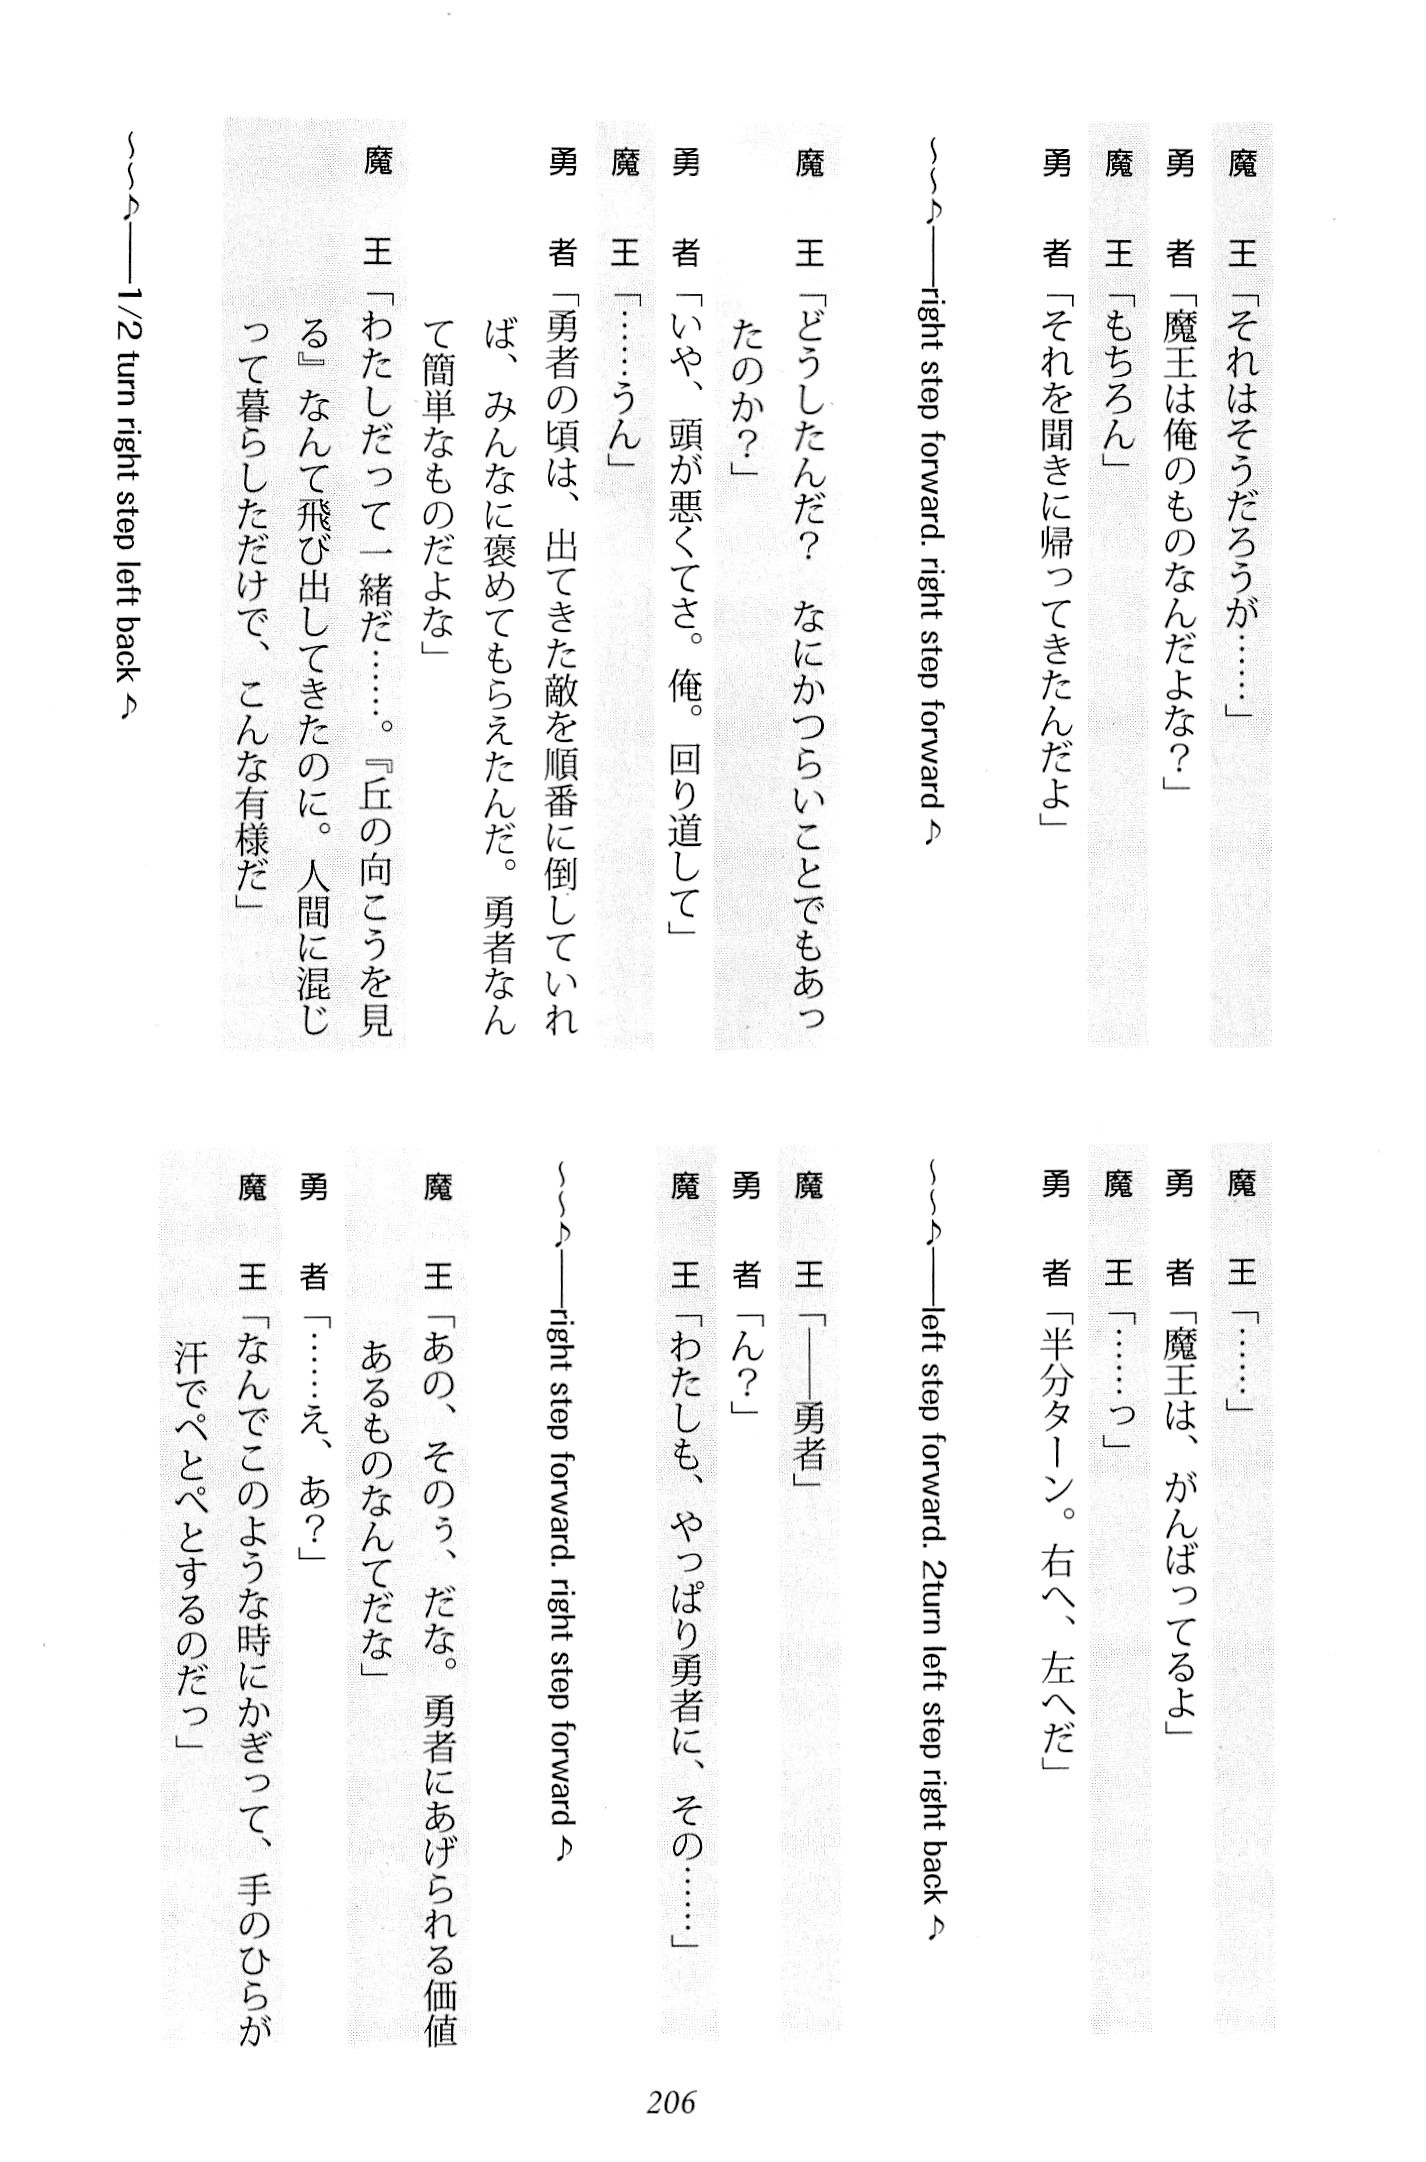 魔　王「それはそうだろうが……」
勇　者「魔王は俺のものなんだよな？」
魔　王「もちろん」
勇　者「それを聞きに帰ってきたんだよ」
～～♪――right step forward. right step forward♪
魔　王「どうしたんだ？　なにかつらいことでもあっ
たのか？」
勇　者「いや、頭が悪くてさ。俺。回り道して」
魔　王「……うん」
勇　者「勇者の頃は、出てきた敵を順番に倒していれ
ば、みんなに褒めてもらえたんだ。勇者なん
て簡単なものだよな」
魔　王「わたしだって一緒だ……。『丘の向こうを見
る』なんて飛び出してきたのに。人間に混じ
って暮らしただけで、こんな有様だ」
～～♪――1/2 turn right step left back♪
魔　王「……」
勇　者「魔王は、がんばってるよ」
魔　王「……っ」
勇　者「半分ターン。右へ、左へだ」
～～♪――left step forward. 2turn left step right back♪
魔　王「――勇者」
勇　者「ん？」
魔　王「わたしも、やっぱり勇者に、その……」
～～♪――right step forward. right step forward♪
魔　王「あの、そのぅ、だな。勇者にあげられる価値
あるものなんてだな」
勇　者「……え、あ？」
魔　王「なんでこのような時にかぎって、手のひらが
汗でぺとぺとするのだっ」
206